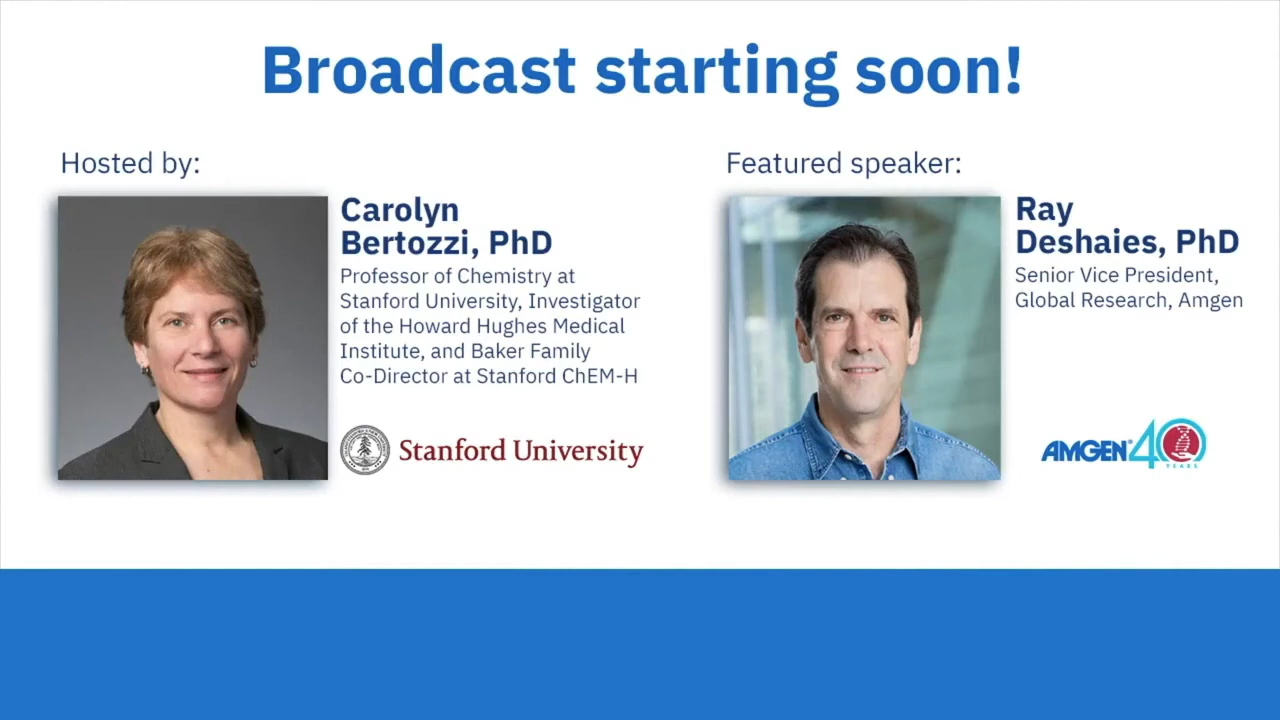 Broadcast starting soon!
Hosted by:
Carolyn
Bertozzi, PhD
Professor of Chemistry at
Stanford University, Investigator
of the Howard Hughes Medical
Institute, and Baker Family
Co-Director at Stanford ChEM-H
Stanford University
Featured speaker:
Ray
Deshaies, PhD
Senior Vice President,
Global Research, Amgen
AMGEN® 40
YEARS